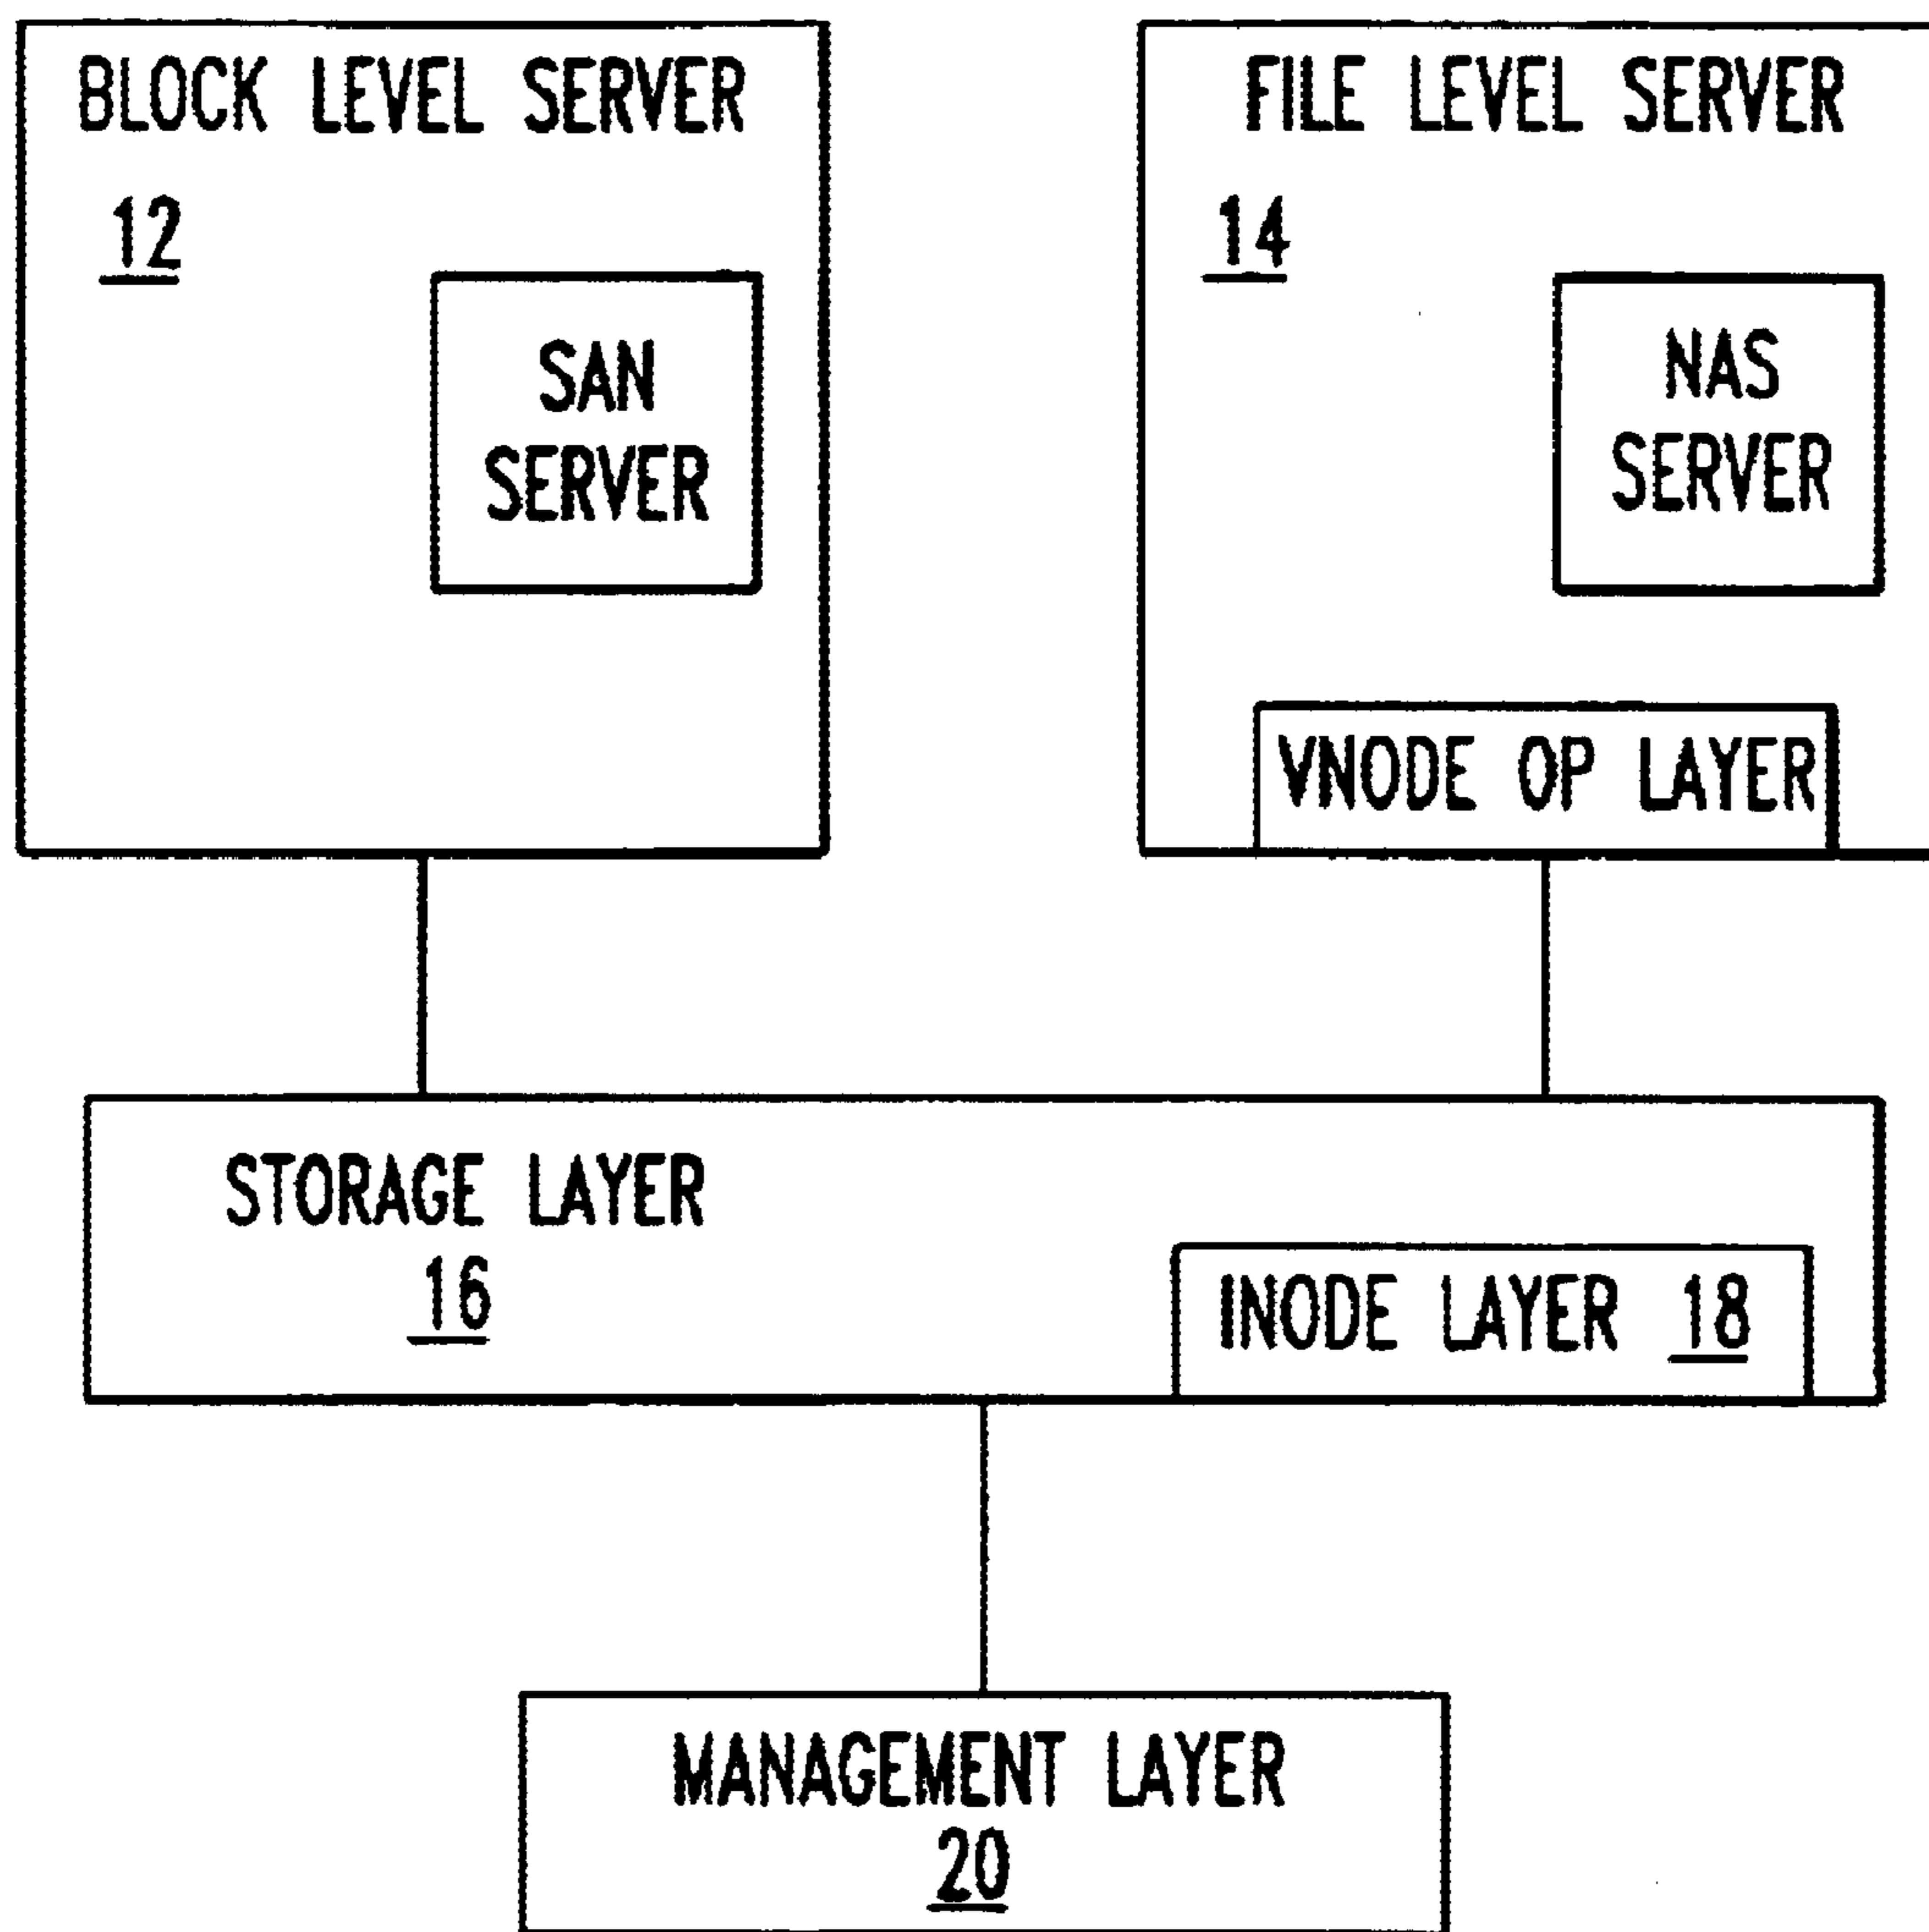 BLOCK LEVEL SERVER
12
SAN
SERVER
FILE LEVEL SERVER
14
NAS
SERVER
VNODE OP LAYER
STORAGE LAYER
16
INODE LAYER 18
MANAGEMENT LAYER
20